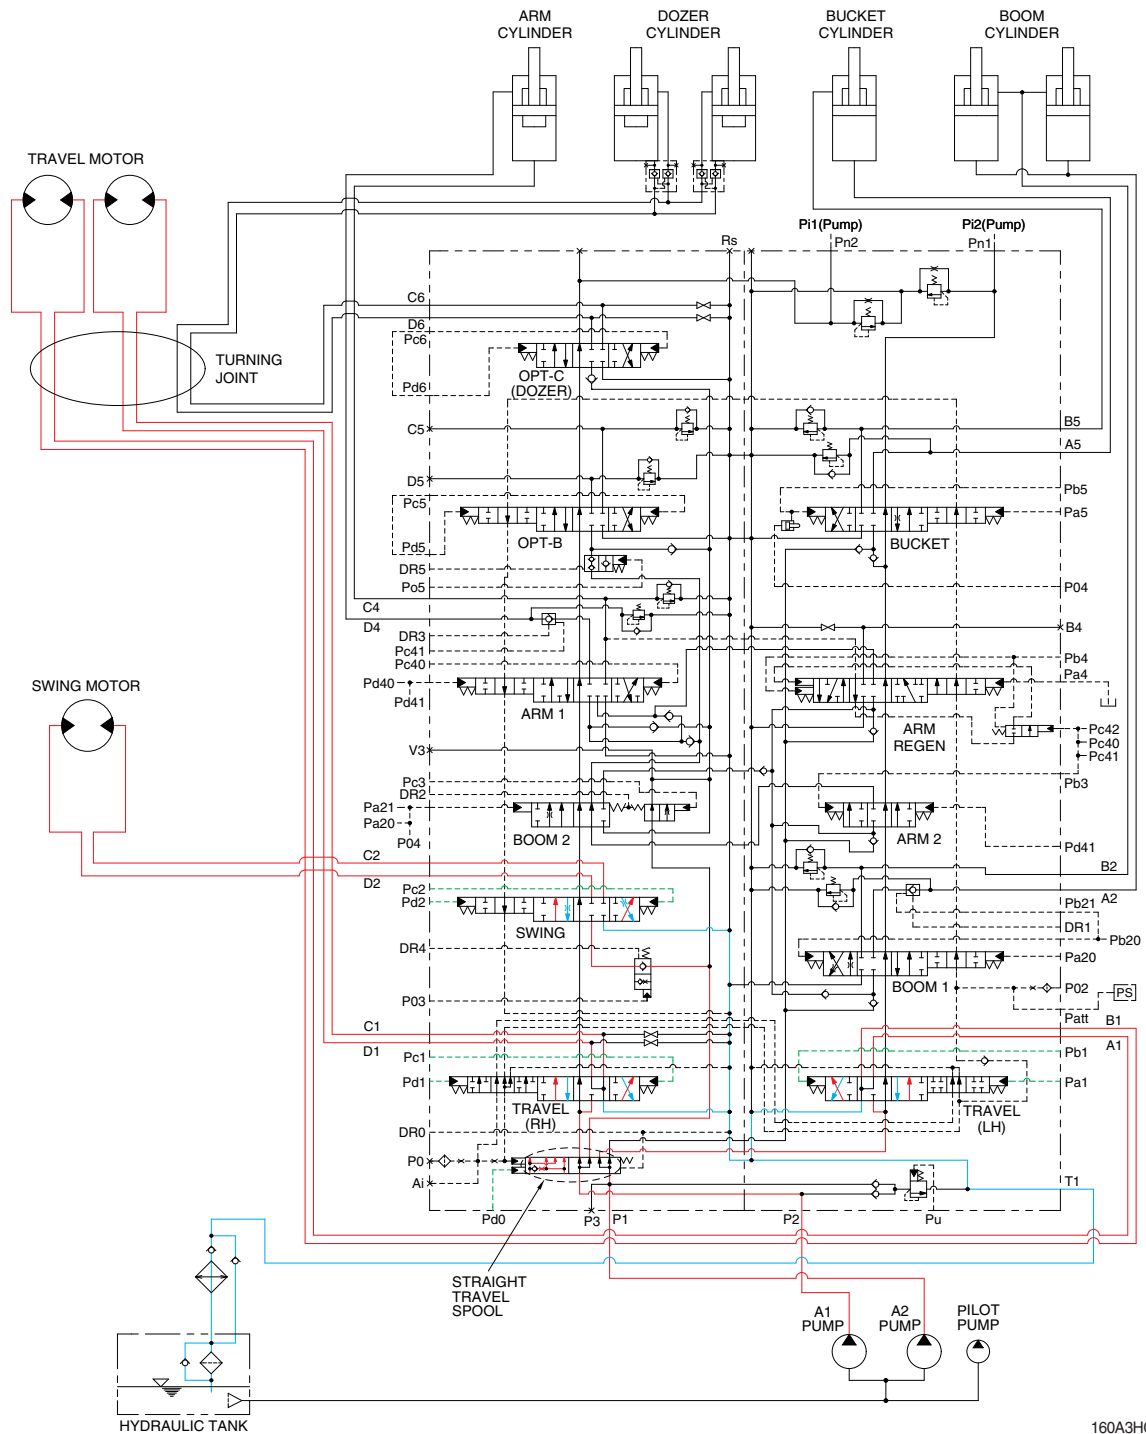 ARM
CYLINDER
DOZER
CYLINDER
BUCKET
CYLINDER
BOOM
CYLINDER
TRAVEL MOTOR
Pi1(Pump)
Pn2
Pi2(Pump)
Pn1
Rs
C6
D6
Pc6
TURNING
JOINT
OPT-C
(DOZER)
Pd6
C5
B5
A5
D5
Pc5
Pb5
Pa5
OPT-B
BUCKET
Pd5
DR5
Po5
P04
C4
D4
B4
DR3
Pc41
Pc40
Pb4
Pa4
SWING MOTOR
Pd40
Pd41
ARM 1
ARM
REGEN
Pc42
Pc40
Pc41
V3
Pc3
DR2
Pb3
Pa21
Pa20
P04
BOOM 2
ARM 2
Pd41
C2
D2
B2
A2
Pc2
Pd2
SWING
Pb21
DR1
Pb20
DR4
Pa20
BOOM 1
P03
P02
PS
Patt
C1
D1
B1
A1
Pc1
Pd1
Pb1
Pa1
TRAVEL
(RH)
TRAVEL
(LH)
DR0
P0
Ai
T1
Pd0
P3
P1
P2
Pu
STRAIGHT
TRAVEL
SPOOL
A1
PUMP
A2
PUMP
PILOT
PUMP
HYDRAULIC TANK